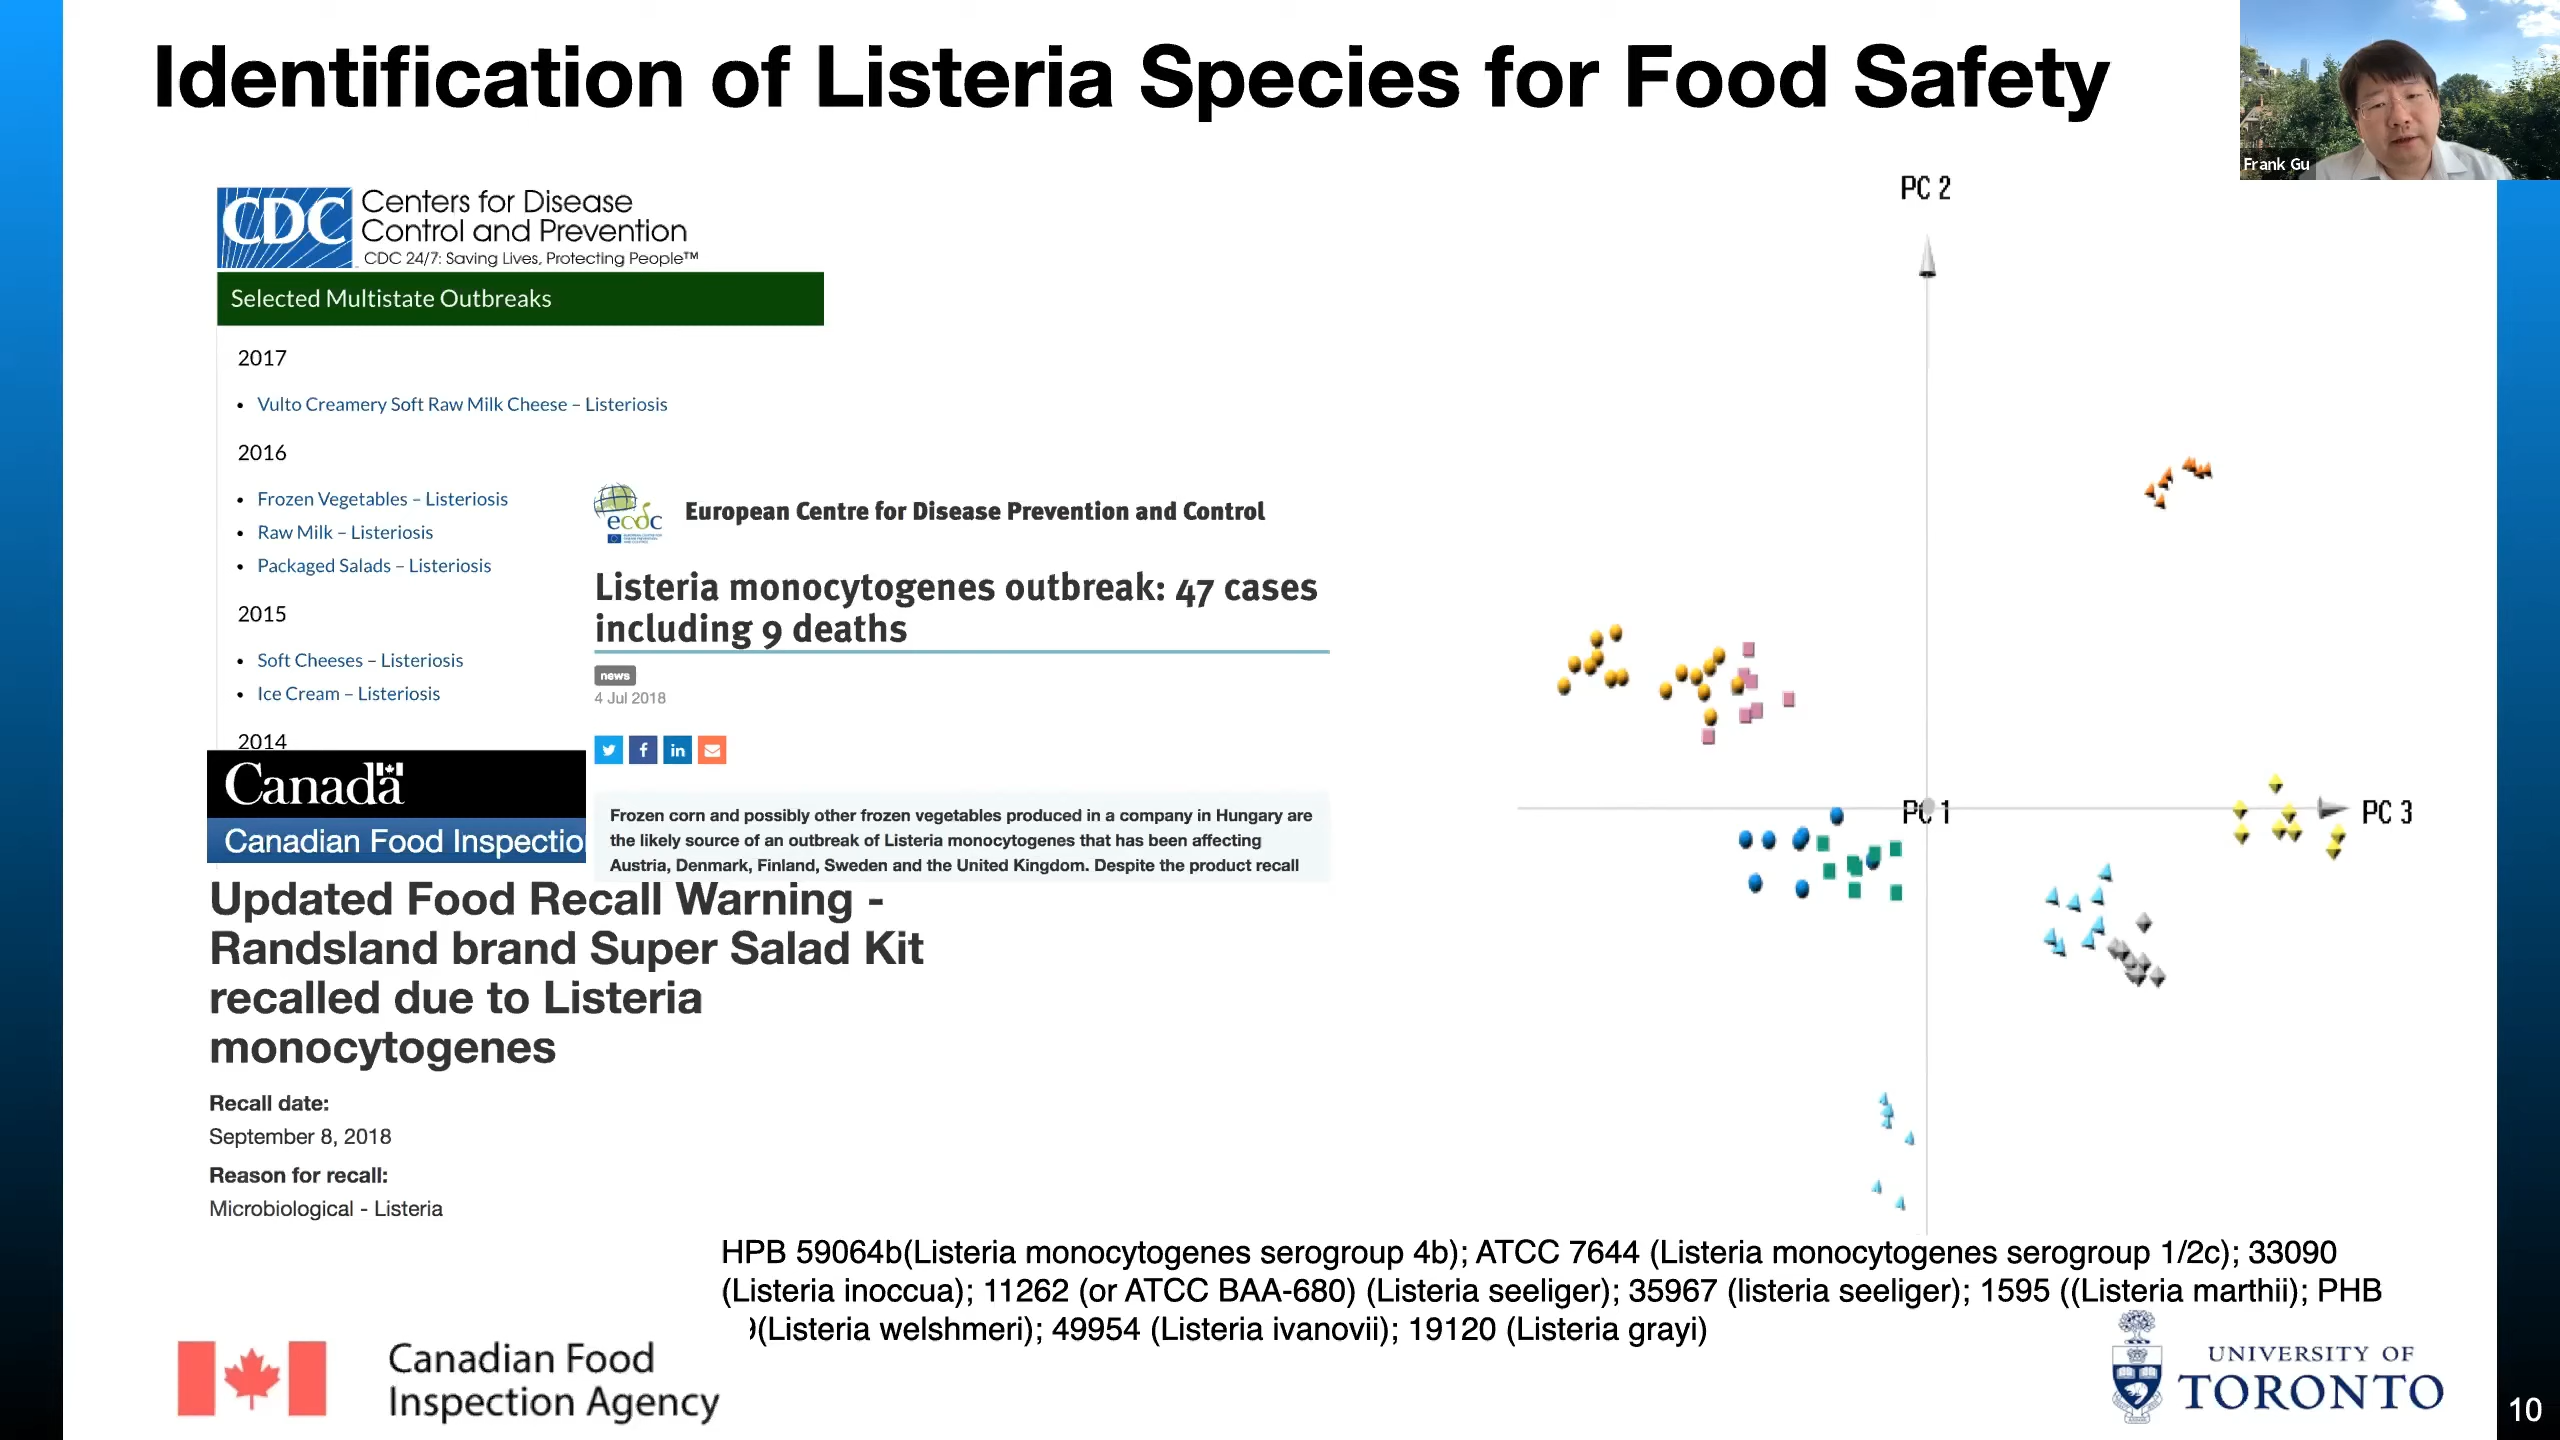 Identification of Listeria Species for Food Safety
Frank Gu
CDC
Centers for Disease
Control and Prevention
CDC 24/7: Saving Lives, Protecting People™
Selected Multistate Outbreaks
2017
• Vulto Creamery Soft Raw Milk Cheese – Listeriosis
2016
• Frozen Vegetables – Listeriosis
• Raw Milk – Listeriosis
• Packaged Salads – Listeriosis
2015
• Soft Cheeses – Listeriosis
• Ice Cream – Listeriosis
2014
ecdc
European Centre for Disease Prevention and Control
Listeria monocytogenes outbreak: 47 cases
including 9 deaths
news
4 Jul 2018
f in
Frozen corn and possibly other frozen vegetables produced in a company in Hungary are
the likely source of an outbreak of Listeria monocytogenes that has been affecting
Austria, Denmark, Finland, Sweden and the United Kingdom. Despite the product recall
Canada
Canadian Food Inspectio
Updated Food Recall Warning -
Randsland brand Super Salad Kit
recalled due to Listeria
monocytogenes
Recall date:
September 8, 2018
Reason for recall:
Microbiological - Listeria
PC 2
PC 1
PC 3
HPB 59064b(Listeria monocytogenes serogroup 4b); ATCC 7644 (Listeria monocytogenes serogroup 1/2c); 33090
(Listeria inoccua); 11262 (or ATCC BAA-680) (Listeria seeliger); 35967 (listeria seeliger); 1595 ((Listeria marthii); PHB
(Listeria welshmeri); 49954 (Listeria ivanovii); 19120 (Listeria grayi)
Canadian Food
Inspection Agency
UNIVERSITY OF
TORONTO
10